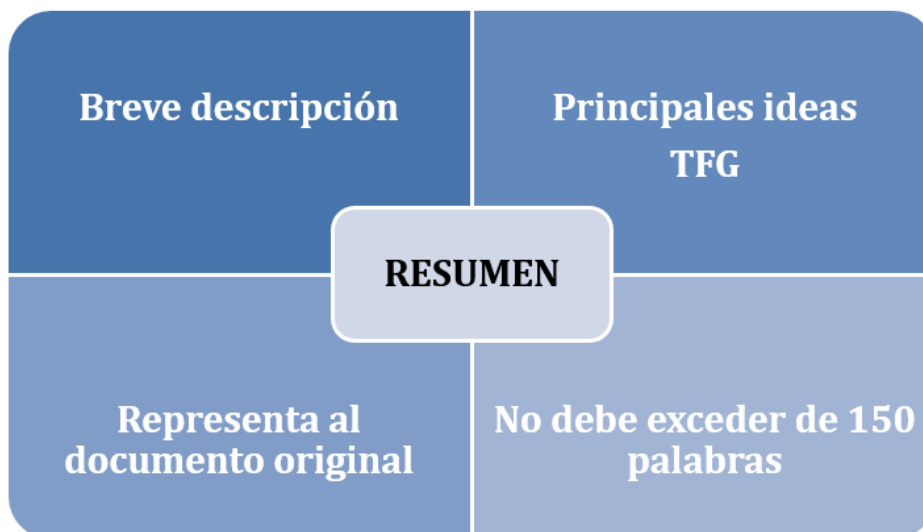 Breve descripción
Principales ideas
TFG
RESUMEN
Representa al
documento original
No debe exceder de 150
palabras